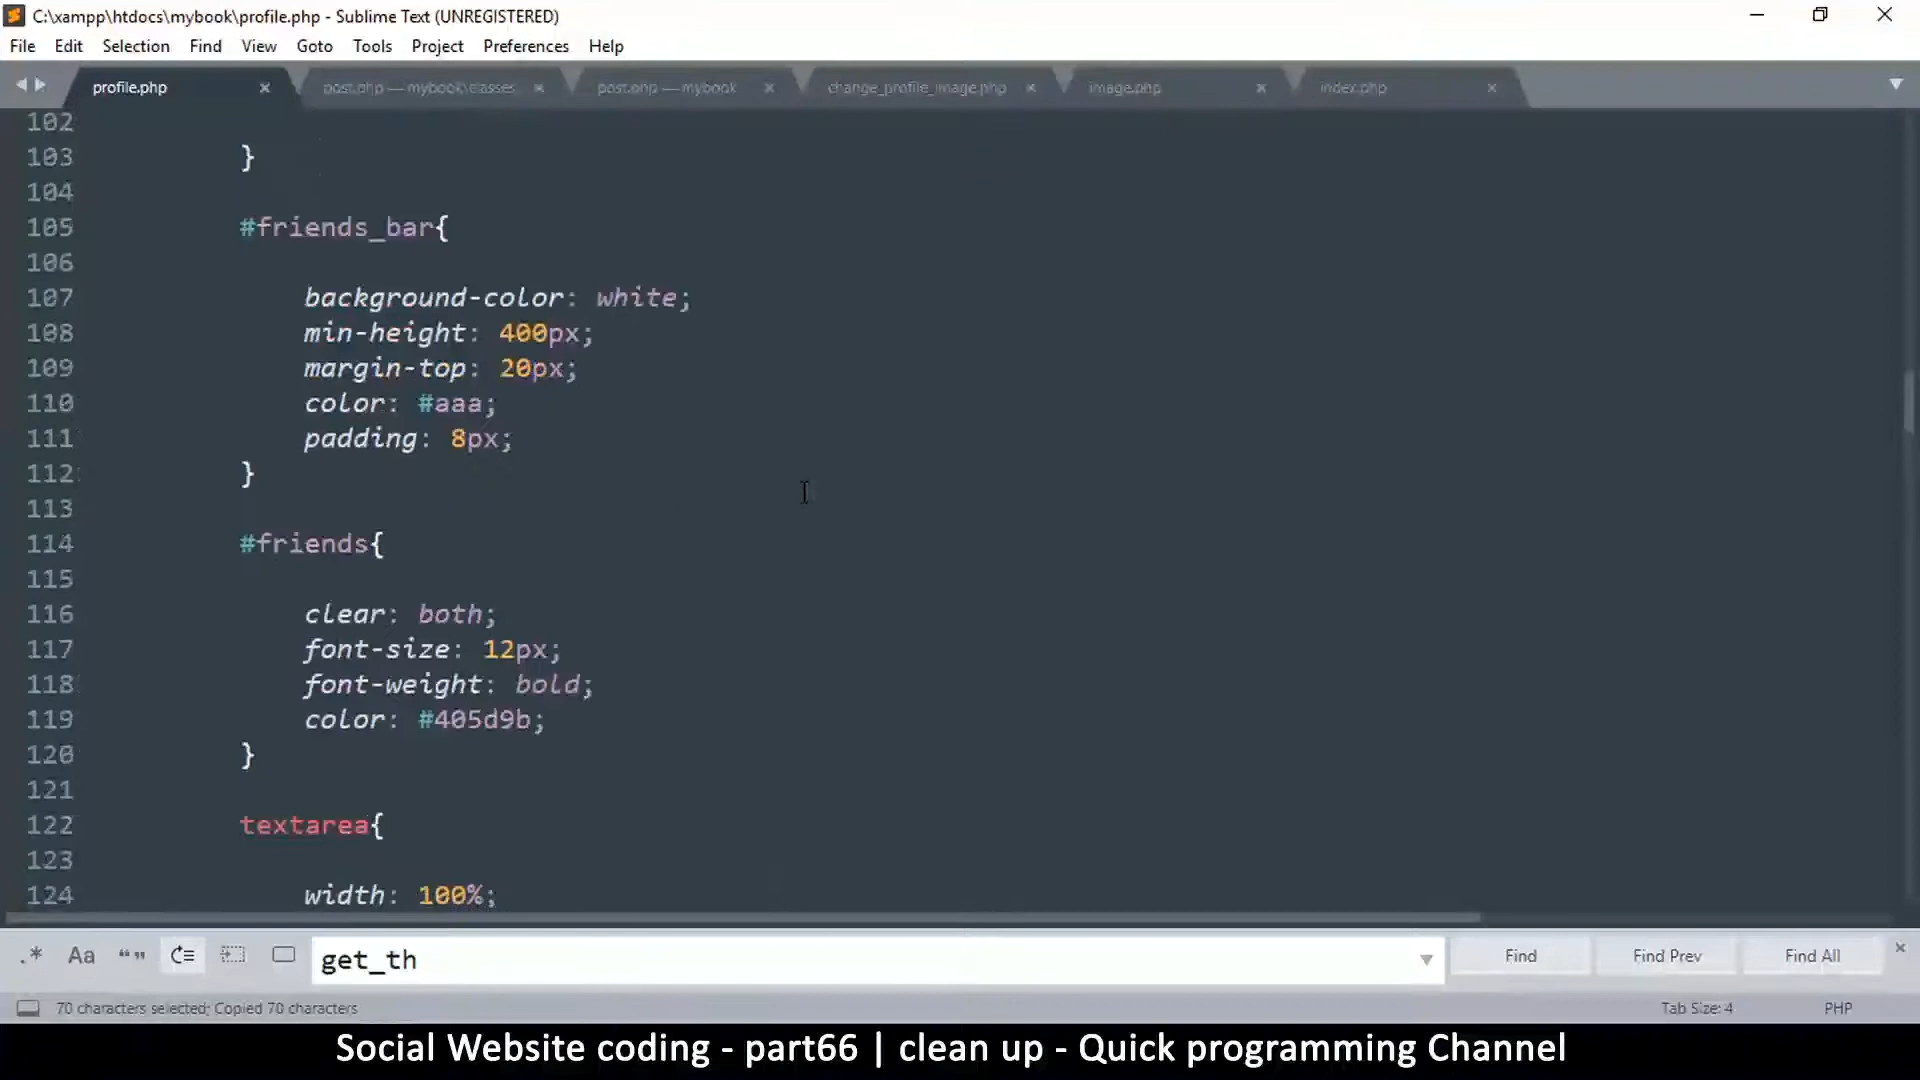 C:\xampp\htdocs\mybook\profile.php - Sublime Text (UNREGISTERED)
File Edit Selection Find View Goto Tools Project Preferences Help
profile.php post.php — mybook\classes post.php — mybook change_profile_image.php image.php index.php
102
103 }
104
105 #friends_bar{
106
107 background-color: white;
108 min-height: 400px;
109 margin-top: 20px;
110 color: #aaa;
111 padding: 8px;
112 }
113
114 #friends{
115
116 clear: both;
117 font-size: 12px;
118 font-weight: bold;
119 color: #405d9b;
120 }
121
122 textarea{
123
124 width: 100%;
.* Aa “” get_th Find Find Prev Find All
70 characters selected; Copied 70 characters Tab Size: 4 PHP
Social Website coding - part66 | clean up - Quick programming Channel